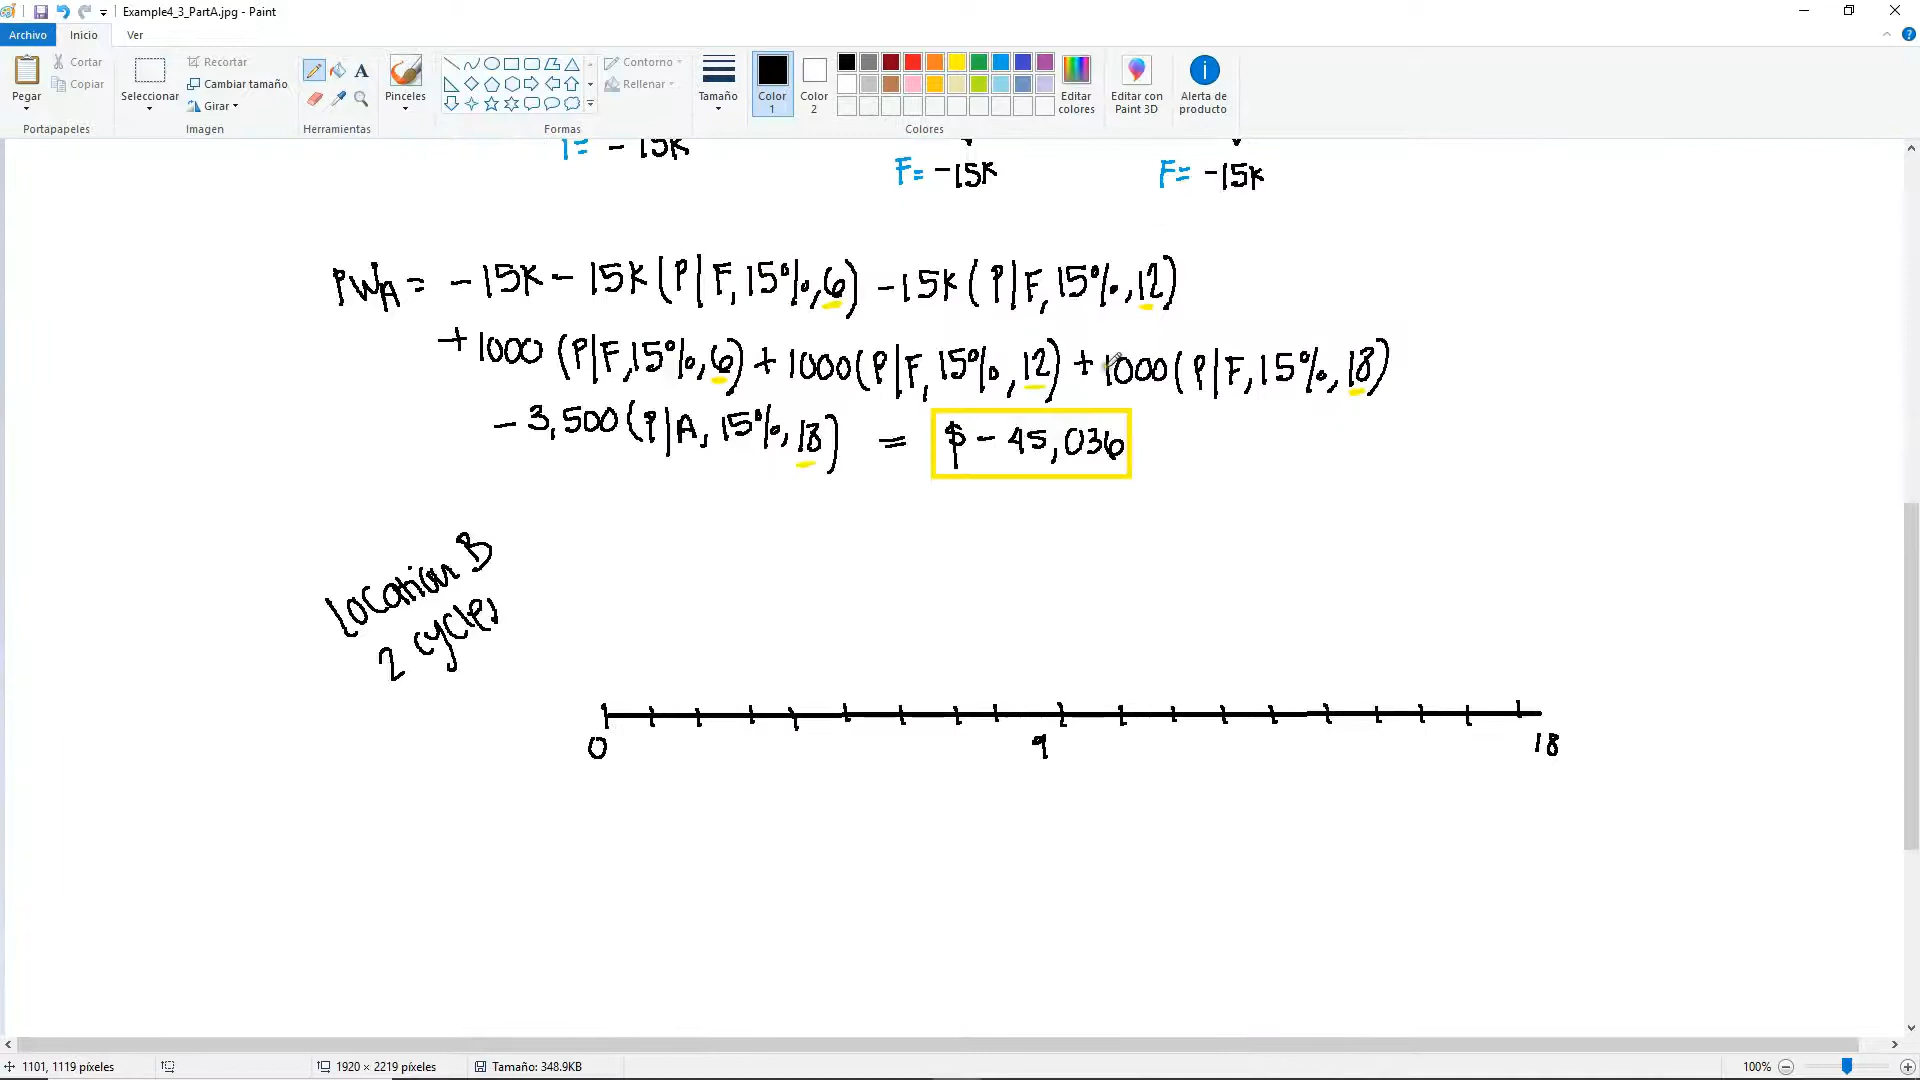 Example4_3_PartA.jpg - Paint
Archivo Inicio Ver
Pegar
Cortar
Copiar
Portapapeles
Seleccionar
Recortar
Cambiar tamaño
Girar
Imagen
Herramientas
Pinceles
Contorno
Rellenar
Formas
Tamaño
Color 1
Color 2
Editar colores
Colores
Editar con Paint 3D
Alerta de producto
- 15K
F= -15K F= -15K
PWA = - 15K - 15K (P|F, 15%, 6) - 15K (P|F, 15%, 12)
+ 1000 (P|F, 15%, 6) + 1000 (P|F, 15%, 12) + 1000 (P|F, 15%, 18)
- 3,500 (P|A, 15%, 18) = $ - 45,036
Location B
2 cycles
0 9 18
1101, 1119 píxeles 1920 × 2219 píxeles Tamaño: 348.9KB 100%